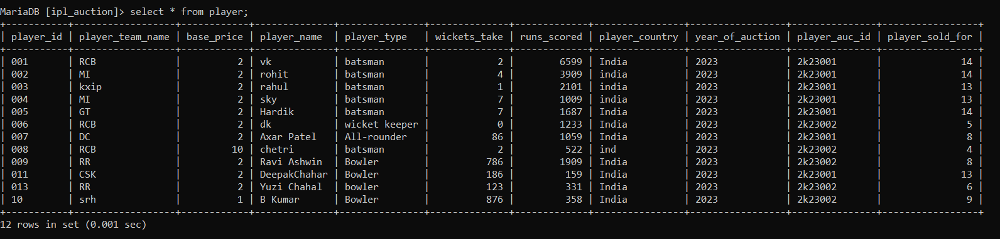 MariaDB [ipl_auction]> select * from player;
+-----------+------------------+------------+--------------+---------------+--------------+-------------+----------------+-----------------+---------------+-----------------+
| player_id | player_team_name | base_price | player_name  | player_type   | wickets_take | runs_scored | player_country | year_of_auction | player_auc_id | player_sold_for |
+-----------+------------------+------------+--------------+---------------+--------------+-------------+----------------+-----------------+---------------+-----------------+
| 001       | RCB              |          2 | vk           | batsman       |            2 |        6599 | India          | 2023            | 2k23001       |              14 |
| 002       | MI               |          2 | rohit        | batsman       |            4 |        3909 | india          | 2023            | 2k23001       |              14 |
| 003       | kxip             |          2 | rahul        | batsman       |            1 |        2101 | india          | 2023            | 2k23001       |              13 |
| 004       | MI               |          2 | sky          | batsman       |            7 |        1009 | india          | 2023            | 2k23001       |              13 |
| 005       | GT               |          2 | Hardik       | batsman       |            7 |        1687 | India          | 2023            | 2k23001       |              14 |
| 006       | RCB              |          2 | dk           | wicket keeper |            0 |        1233 | India          | 2023            | 2k23002       |               5 |
| 007       | DC               |          2 | Axar Patel   | All-rounder   |           86 |        1059 | India          | 2023            | 2k23001       |               8 |
| 008       | RCB              |         10 | chetri       | batsman       |            2 |         522 | ind            | 2023            | 2k23002       |               4 |
| 009       | RR               |          2 | Ravi Ashwin  | Bowler        |          786 |        1909 | India          | 2023            | 2k23002       |               8 |
| 011       | CSK              |          2 | DeepakChahar | Bowler        |          186 |         159 | India          | 2023            | 2k23001       |              13 |
| 013       | RR               |          2 | Yuzi Chahal  | bowler        |          123 |         331 | India          | 2023            | 2k23002       |               6 |
| 10        | srh              |          1 | B Kumar      | Bowler        |          876 |         358 | India          | 2023            | 2k23002       |               9 |
+-----------+------------------+------------+--------------+---------------+--------------+-------------+----------------+-----------------+---------------+-----------------+
12 rows in set (0.001 sec)